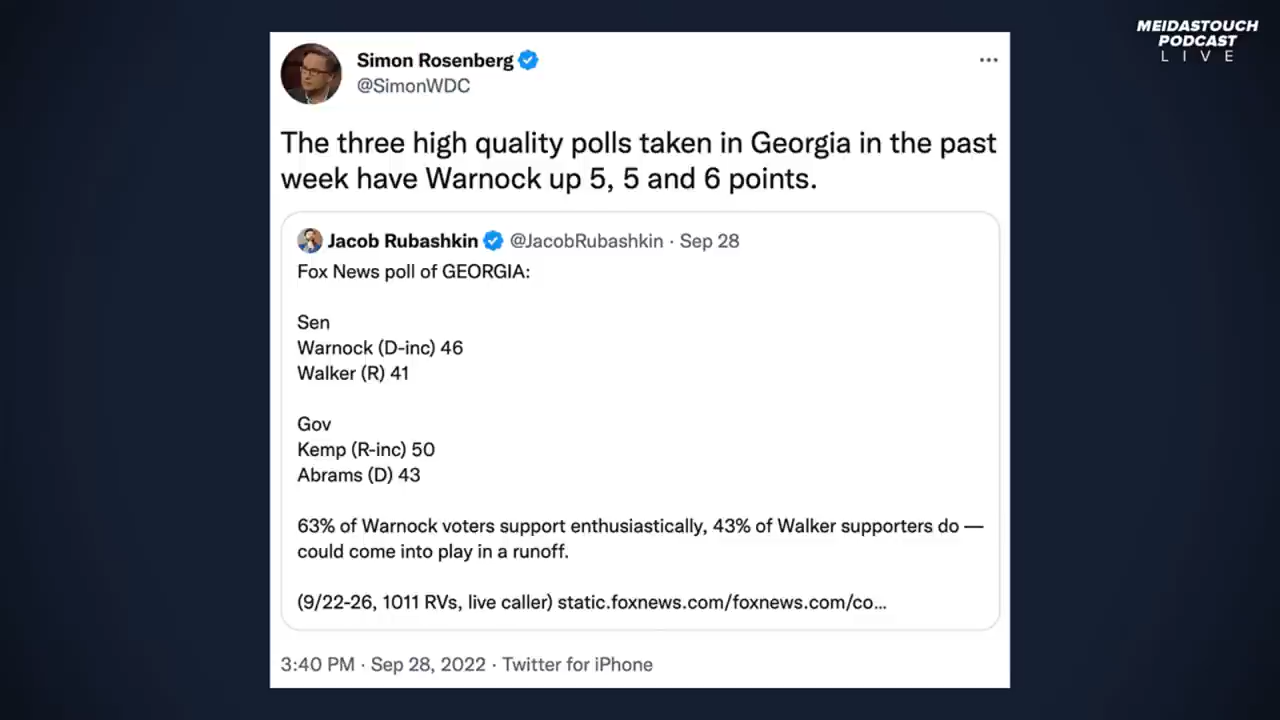 MEIDASTOUCH
PODCAST
LIVE
Simon Rosenberg
@SimonWDC
The three high quality polls taken in Georgia in the past
week have Warnock up 5, 5 and 6 points.
Jacob Rubashkin @JacobRubashkin · Sep 28
Fox News poll of GEORGIA:
Sen
Warnock (D-inc) 46
Walker (R) 41
Gov
Kemp (R-inc) 50
Abrams (D) 43
63% of Warnock voters support enthusiastically, 43% of Walker supporters do —
could come into play in a runoff.
(9/22-26, 1011 RVs, live caller) static.foxnews.com/foxnews.com/co...
3:40 PM · Sep 28, 2022 · Twitter for iPhone